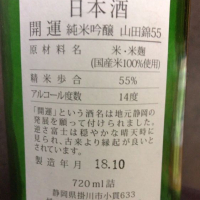 日本酒
開運 純米吟醸 山田錦55
原材料名 米・米麹
(国産米100%使用)
精米歩合 55%
アルコール度数 14度
「開運」という酒名は地元静岡の
発展を願って付けられました。
逆さ富士は穏やかな晴天時に
見られ、古来より縁起が良いと
されています。
製造年月 18.10
720ml詰
静岡県掛川市小貫633